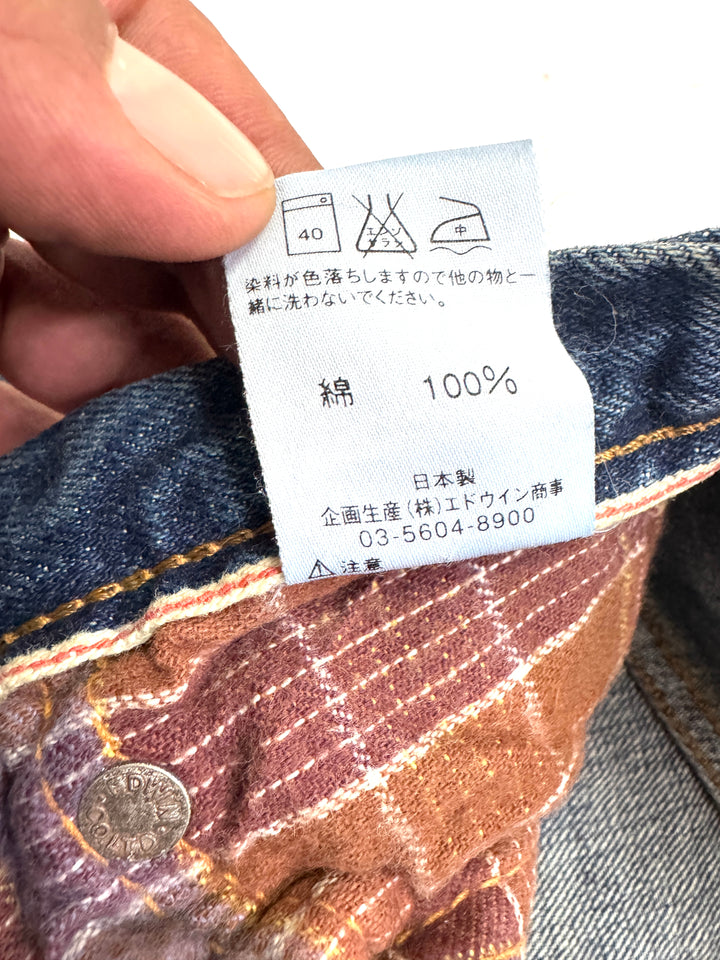 40
エンソ
サラン
中
染料が色落ちしますので他の物と一
緒に洗わないでください。
綿 100%
日本製
企画生産(株)エドウイン商事
03-5604-8900
⚠注意
EDWIN